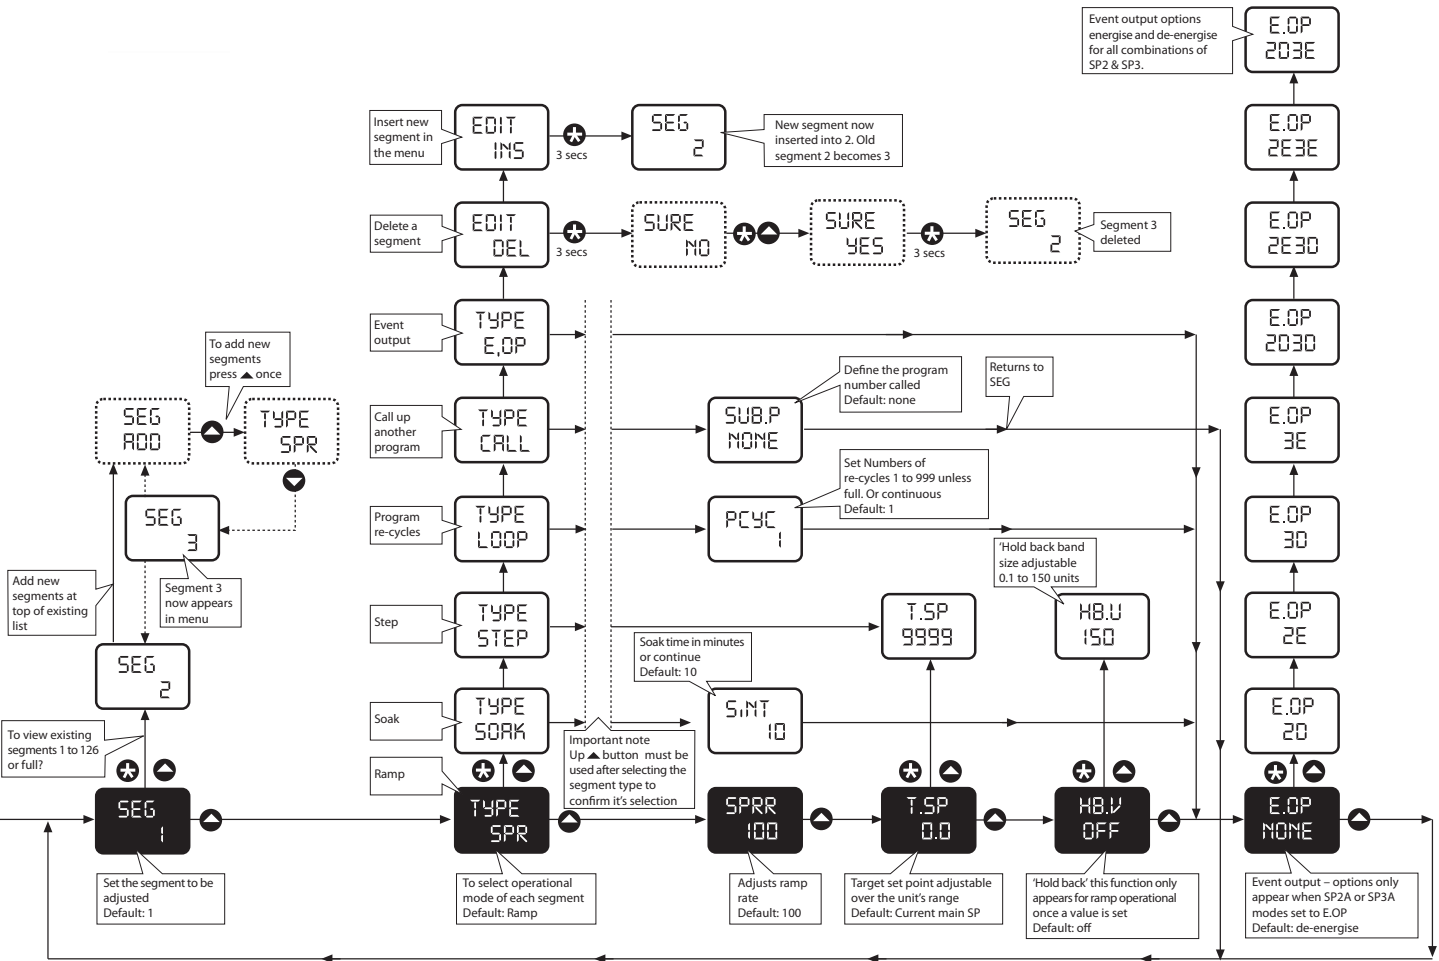 Event output options
energise and de-energise
for all combinations of
SP2 & SP3.
E.OP
2D3E
Insert new
segment in
the menu
EDIT
INS
3 secs
SEG
2
New segment now
inserted into 2. Old
segment 2 becomes 3
E.OP
2E3E
Delete a
segment
EDIT
DEL
3 secs
SURE
NO
SURE
YES
3 secs
SEG
2
Segment 3
deleted
E.OP
2E3D
Event
output
TYPE
E,OP
E.OP
2D3D
To add new
segments
press ▲ once
Define the program
number called
Default: none
Returns to
SEG
SEG
ADD
TYPE
SPR
Call up
another
program
TYPE
CALL
SUB.P
NONE
E.OP
3E
Set Numbers of
re-cycles 1 to 999 unless
full. Or continuous
Default: 1
SEG
3
Program
re-cycles
TYPE
LOOP
PCYC
1
E.OP
3D
'Hold back band
size adjustable
0.1 to 150 units
Add new
segments at
top of existing
list
Segment 3
now appears
in menu
Step
TYPE
STEP
T.SP
9999
HB.U
150
E.OP
2E
Soak time in minutes
or continue
Default: 10
SEG
2
Soak
TYPE
SOAK
SiNT
10
E.OP
2D
To view existing
segments 1 to 126
or full?
Important note
Up ▲ button must be
used after selecting the
segment type to
confirm it's selection
Ramp
SEG
1
TYPE
SPR
SPRR
100
T.SP
0.0
HB.V
OFF
E.OP
NONE
Set the segment to be
adjusted
Default: 1
To select operational
mode of each segment
Default: Ramp
Adjusts ramp
rate
Default: 100
Target set point adjustable
over the unit's range
Default: Current main SP
'Hold back' this function only
appears for ramp operational
once a value is set
Default: off
Event output – options only
appear when SP2A or SP3A
modes set to E.OP
Default: de-energise